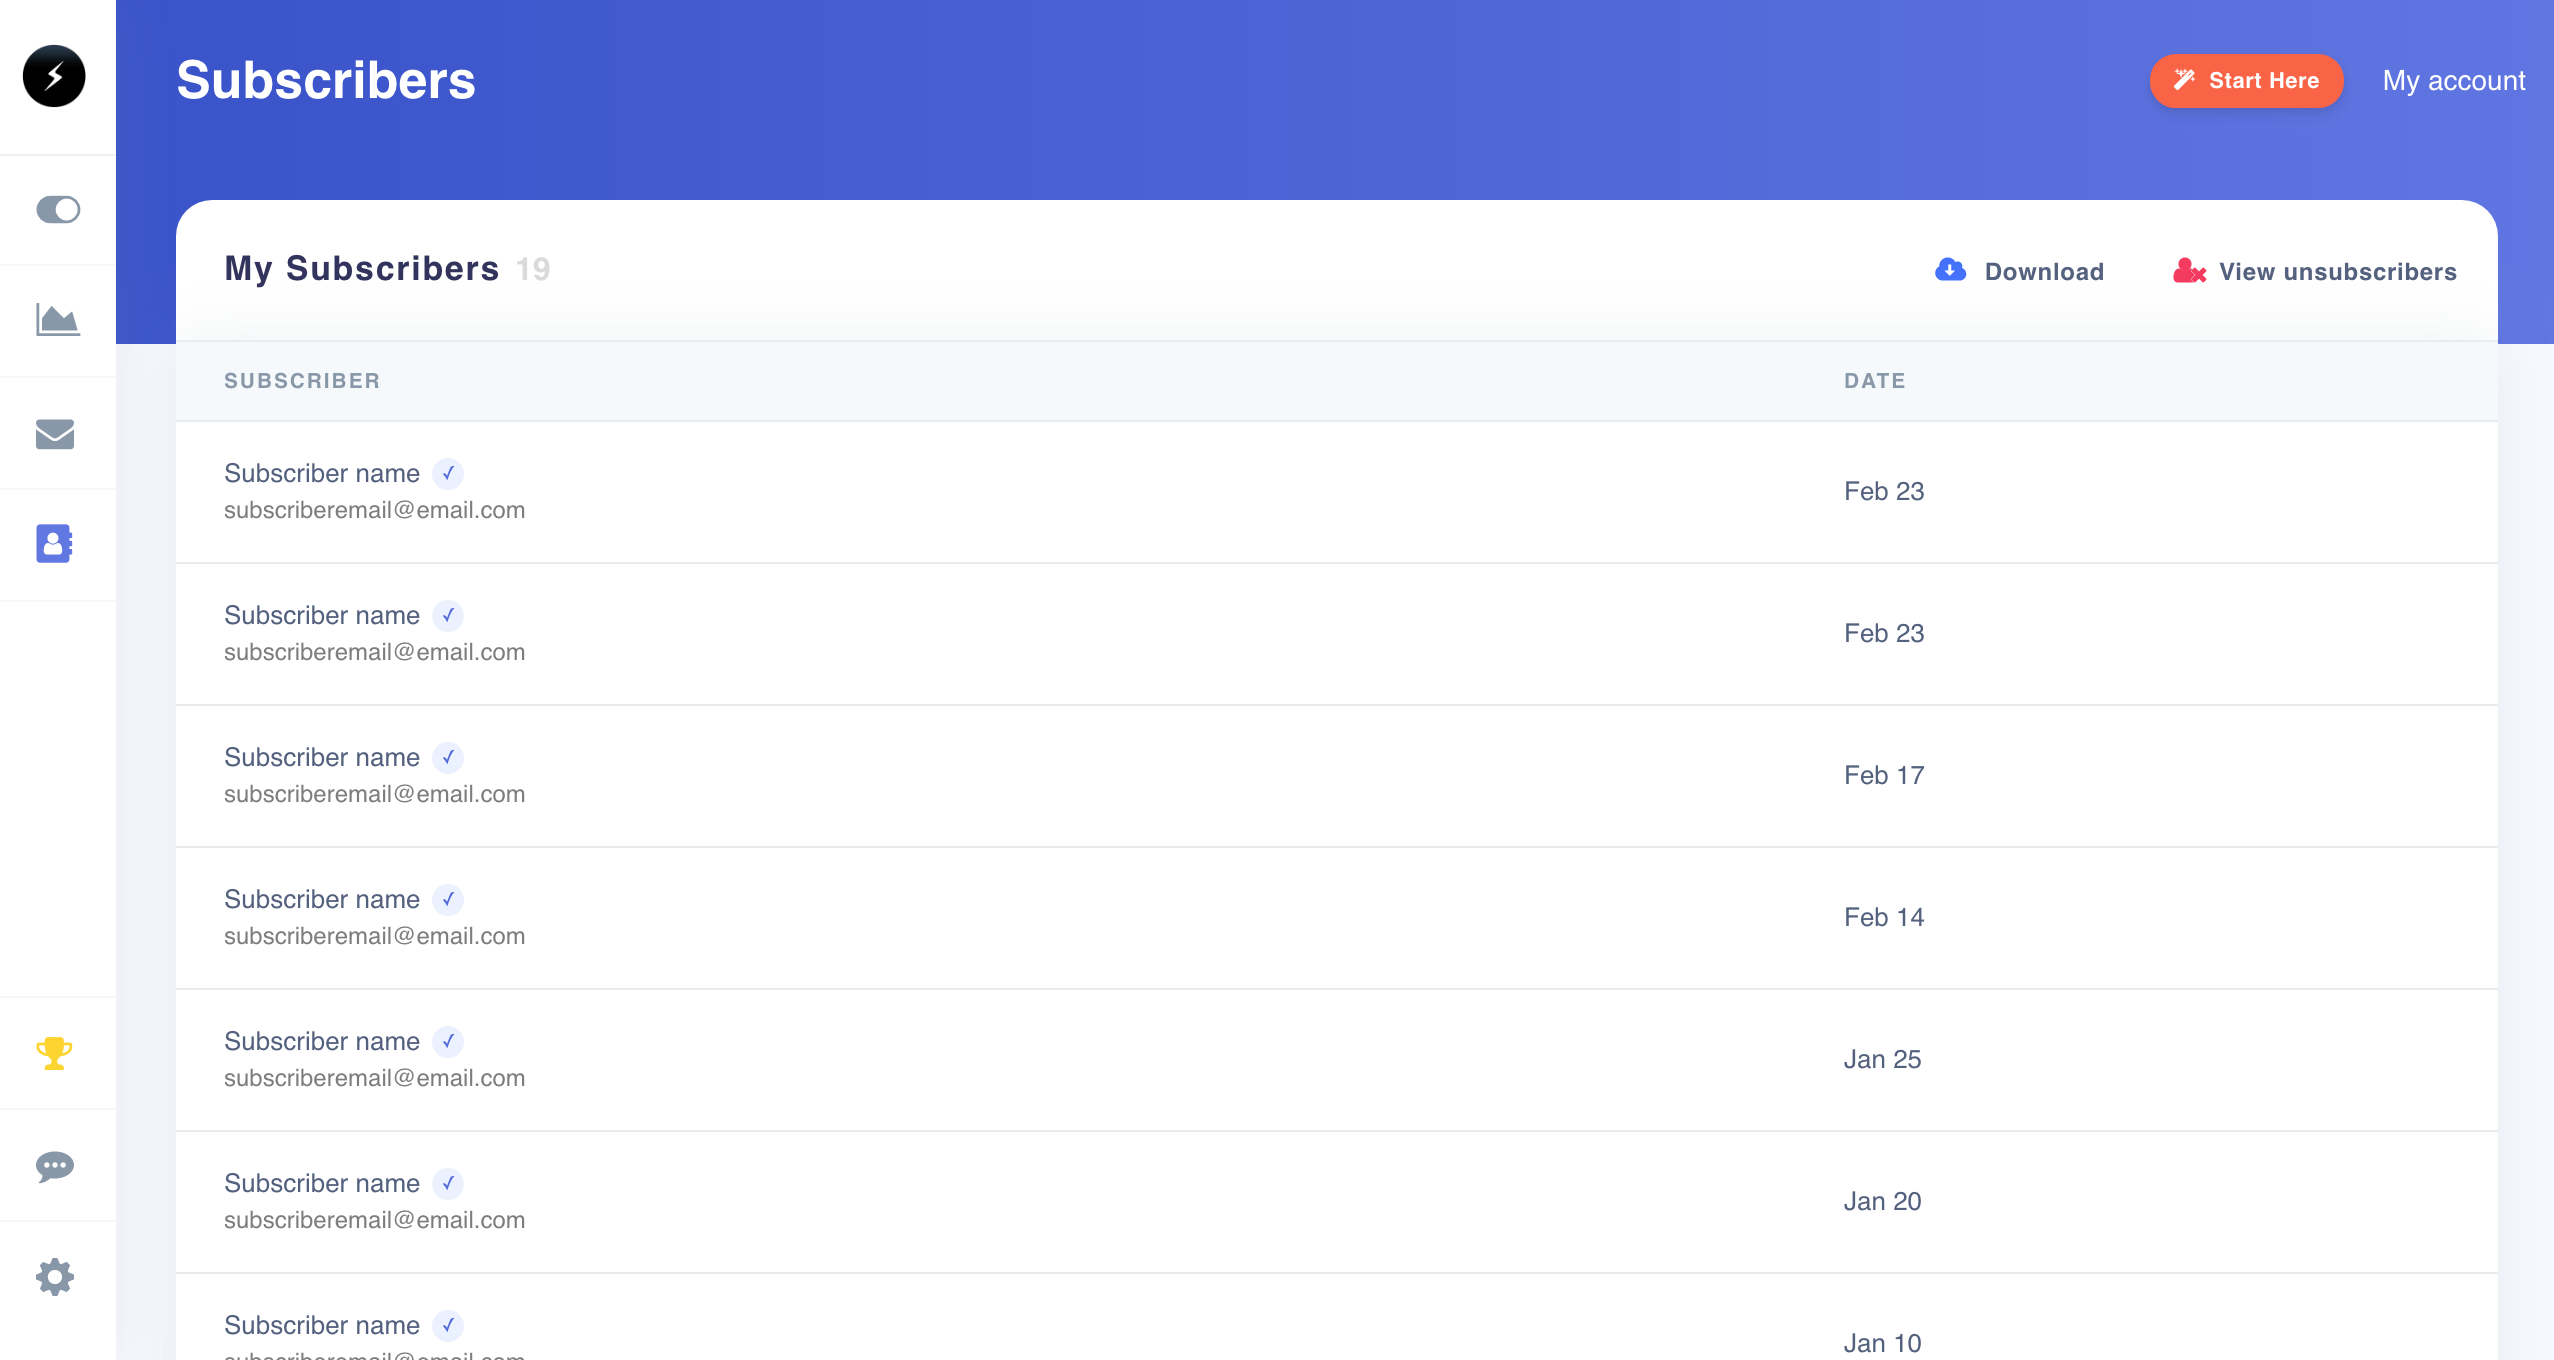 Subscribers
Start Here
My account
My Subscribers 19
Download
View unsubscribers
SUBSCRIBER
DATE
Subscriber name
subscriberemail@email.com
Feb 23
Subscriber name
subscriberemail@email.com
Feb 23
Subscriber name
subscriberemail@email.com
Feb 17
Subscriber name
subscriberemail@email.com
Feb 14
Subscriber name
subscriberemail@email.com
Jan 25
Subscriber name
subscriberemail@email.com
Jan 20
Subscriber name
subscriberemail@email.com
Jan 10